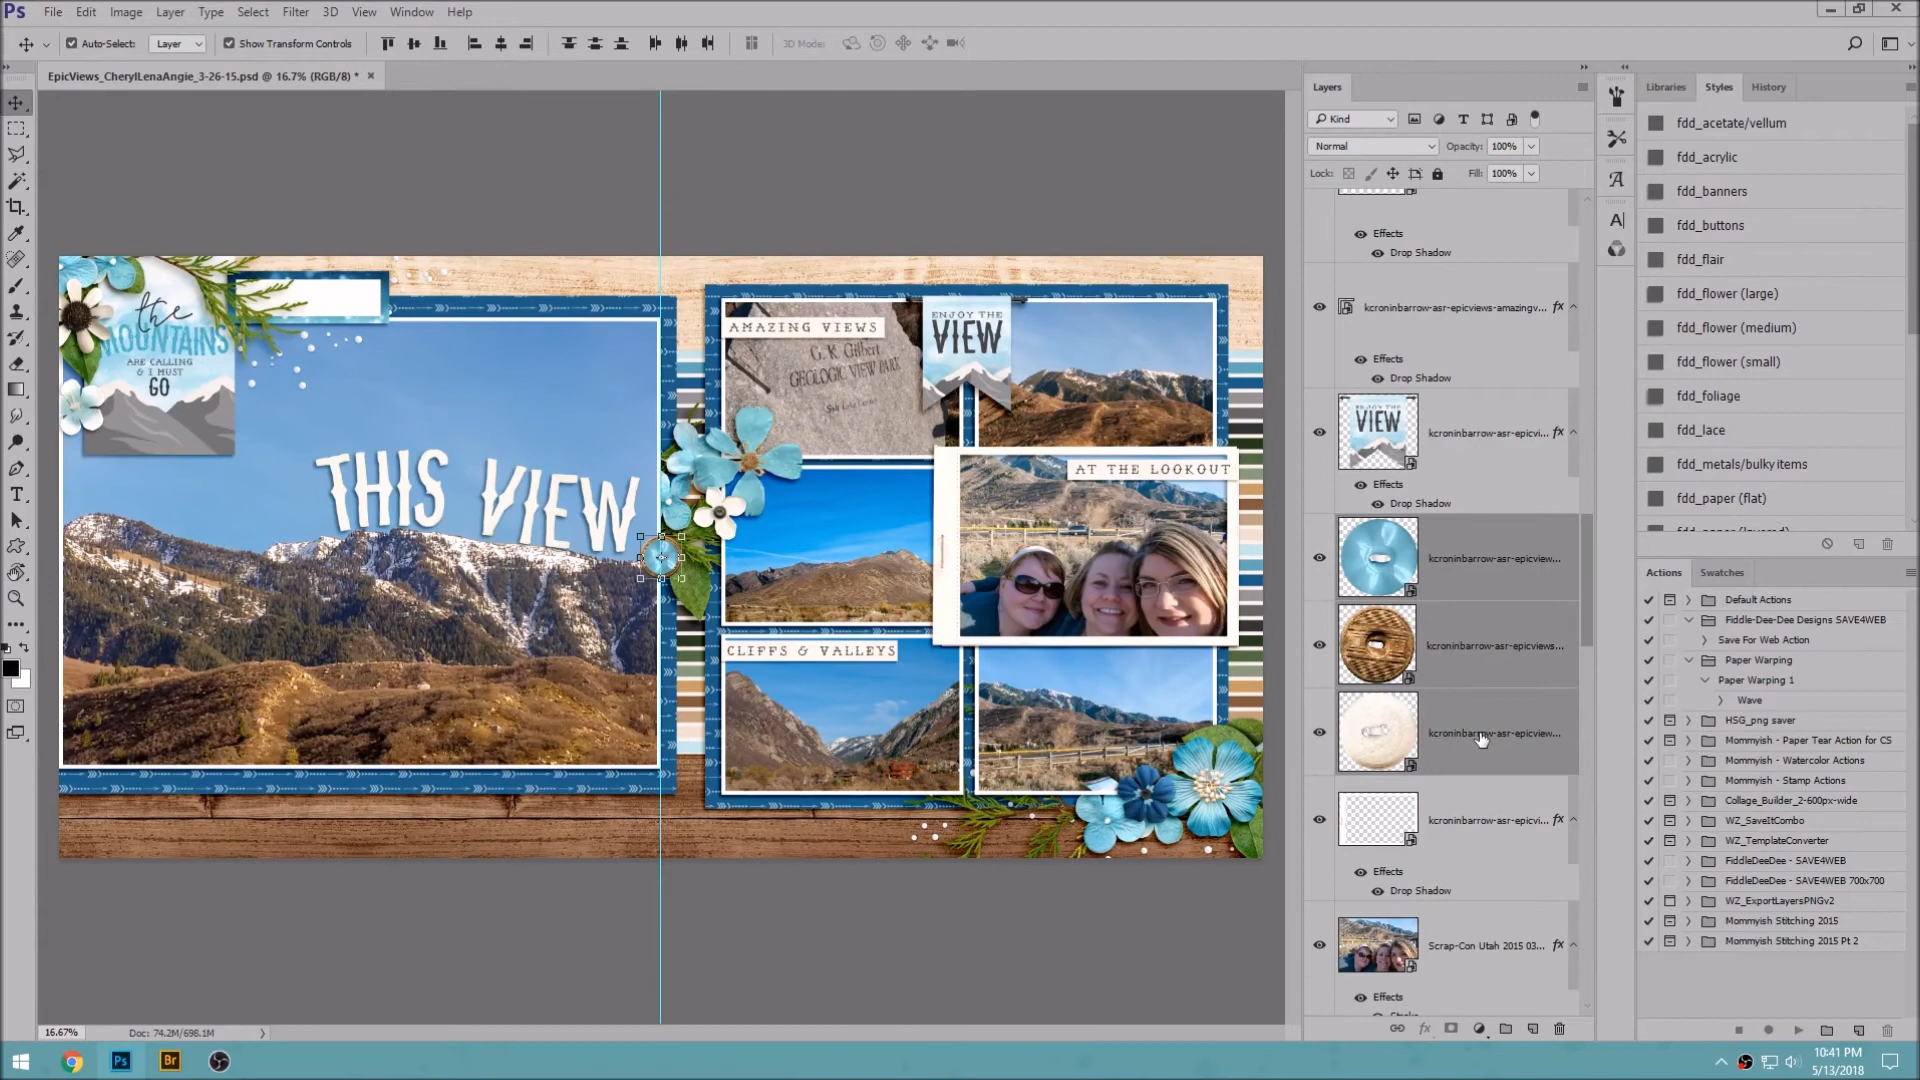 Ps File Edit Image Layer Type Select Filter 3D View Window Help
Auto-Select: Layer Show Transform Controls 3D Mode:
EpicViews_CherylLenaAngie_3-26-15.psd @ 16.7% (RGB/8) *
the
MOUNTAINS
ARE CALLING
& I MUST
GO
THIS VIEW
AMAZING VIEWS
G. K. Gilbert
GEOLOGIC VIEW PARK
ENJOY THE
VIEW
AT THE LOOKOUT
CLIFFS & VALLEYS
16.67% Doc: 74.2M/698.1M
Layers
Kind
Normal Opacity: 100%
Lock: Fill: 100%
Effects
Drop Shadow
kcroninbarrow-asr-epicviews-amazingv... fx
Effects
Drop Shadow
ENJOY THE
VIEW
kcroninbarrow-asr-epicvi... fx
Effects
Drop Shadow
kcroninbarrow-asr-epicview...
kcroninbarrow-asr-epicviews...
kcroninbarrow-asr-epicview...
kcroninbarrow-asr-epicvi... fx
Effects
Drop Shadow
Scrap-Con Utah 2015 03... fx
Effects
Libraries Styles History
fdd_acetate/vellum
fdd_acrylic
fdd_banners
fdd_buttons
fdd_flair
fdd_flower (large)
fdd_flower (medium)
fdd_flower (small)
fdd_foliage
fdd_lace
fdd_metals/bulky items
fdd_paper (flat)
Actions Swatches
Default Actions
Fiddle-Dee-Dee Designs SAVE4WEB
Save For Web Action
Paper Warping
Paper Warping 1
Wave
HSG_png saver
Mommyish - Paper Tear Action for CS
Mommyish - Watercolor Actions
Mommyish - Stamp Actions
Collage_Builder_2-600px-wide
WZ_SaveItCombo
WZ_TemplateConverter
FiddleDeeDee - SAVE4WEB
FiddleDeeDee - SAVE4WEB 700x700
WZ_ExportLayersPNGv2
Mommyish Stitching 2015
Mommyish Stitching 2015 Pt 2
Ps Br
10:41 PM
5/13/2018